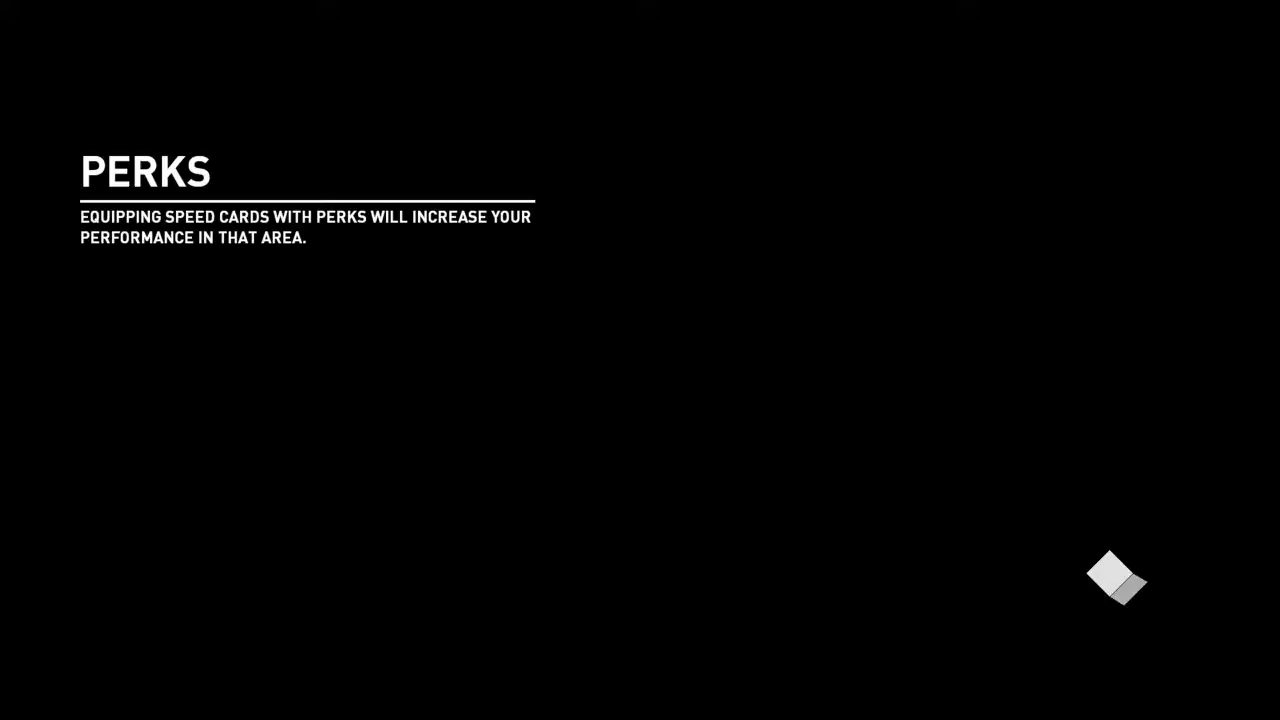 PERKS
EQUIPPING SPEED CARDS WITH PERKS WILL INCREASE YOUR
PERFORMANCE IN THAT AREA.